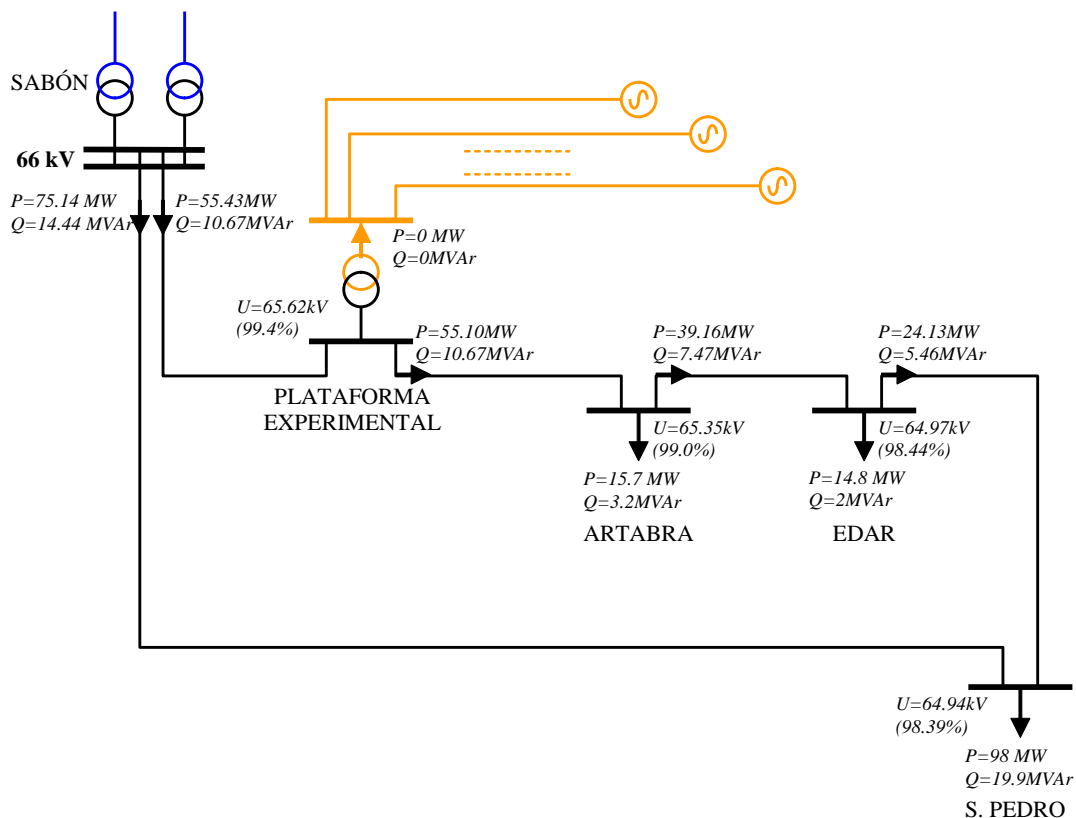 SABÓN
66 kV
P=75.14 MW
Q=14.44 MVAr
P=55.43MW
Q=10.67MVAr
P=0 MW
Q=0MVAr
U=65.62kV
(99.4%)
PLATAFORMA
EXPERIMENTAL
P=55.10MW
Q=10.67MVAr
P=39.16MW
Q=7.47MVAr
P=24.13MW
Q=5.46MVAr
U=65.35kV
(99.0%)
P=15.7 MW
Q=3.2MVAr
ARTABRA
U=64.97kV
(98.44%)
P=14.8 MW
Q=2MVAr
EDAR
U=64.94kV
(98.39%)
P=98 MW
Q=19.9MVAr
S. PEDRO